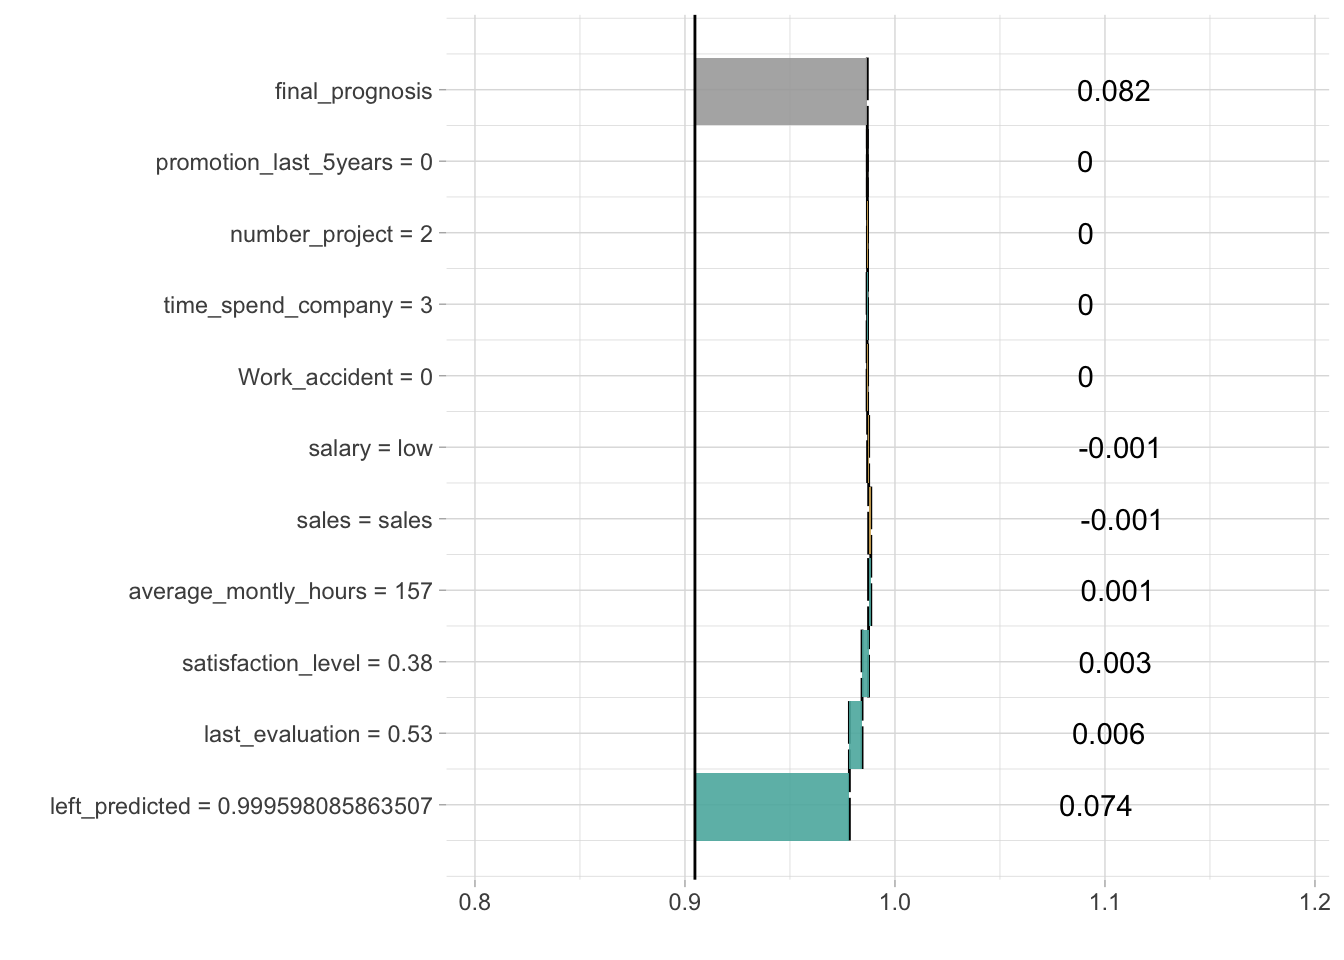 final_prognosis 0.082
promotion_last_5years = 0 0
number_project = 2 0
time_spend_company = 3 0
Work_accident = 0 0
salary = low -0.001
sales = sales -0.001
average_montly_hours = 157 0.001
satisfaction_level = 0.38 0.003
last_evaluation = 0.53 0.006
left_predicted = 0.999598085863507 0.074
0.8 0.9 1.0 1.1 1.2